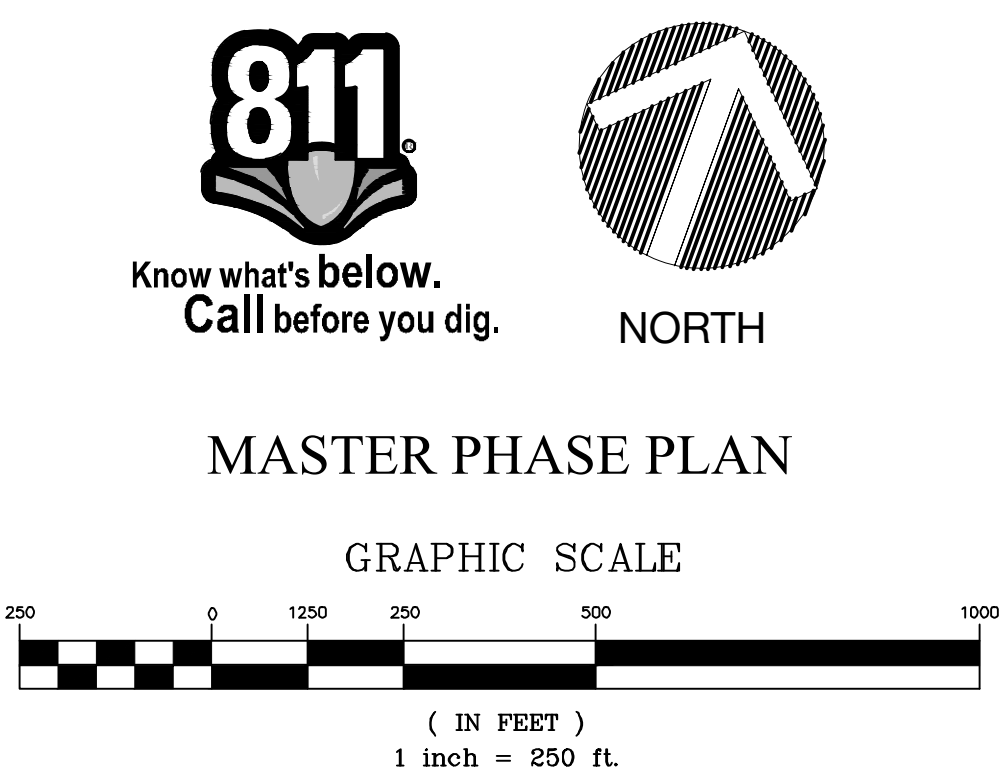 811®
Know what's below.
Call before you dig.
NORTH
MASTER PHASE PLAN
GRAPHIC SCALE
250 0 1250 250 500 1000
( IN FEET )
1 inch = 250 ft.